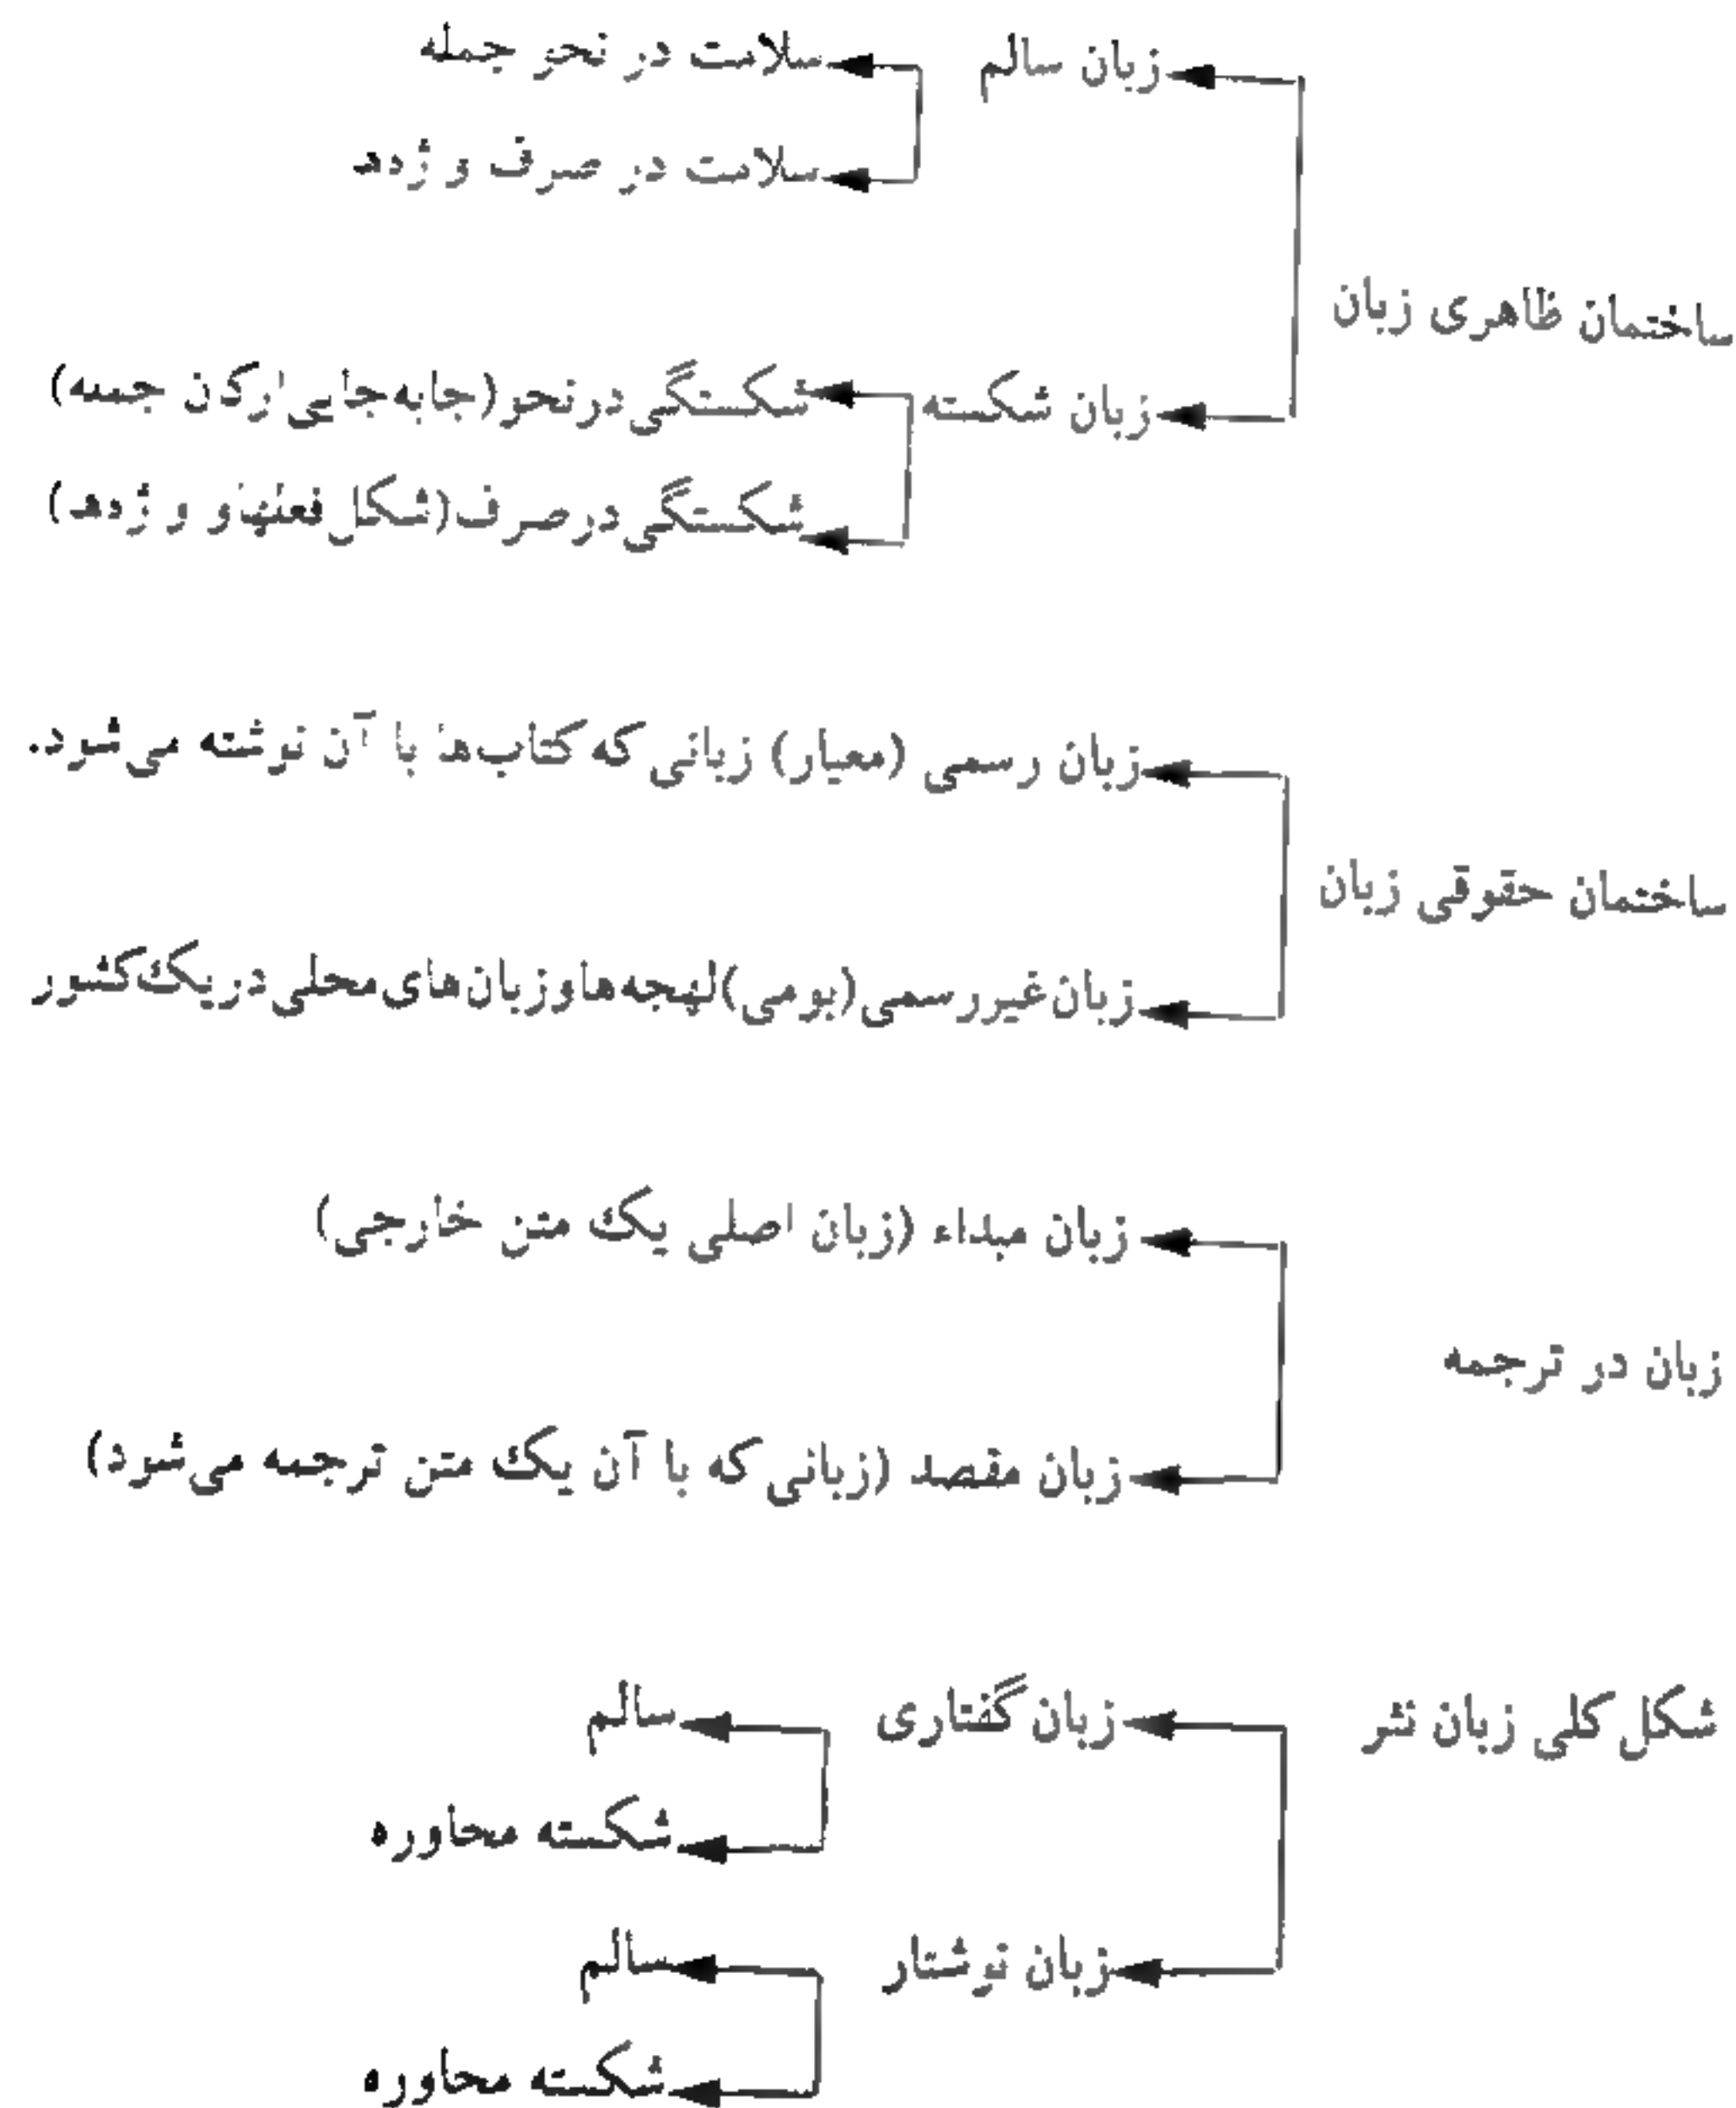 زبان سالم
سلامت در نحو جمله
سلامت در صرف واژه‌ها
ساختمان ظاهری زبان
زبان شکسته
شکستگی در نحو (جابه‌جایی ارکان جمله)
شکستگی در صرف (شکل فعلها و واژه‌ها)
زبان رسمی (معیار) زبانی که کتاب‌ها با آن نوشته می‌شود.
ساختمان حقوقی زبان
زبان غیررسمی (بومی) لهجه‌ها و زبان‌های محلی در یک کشور
زبان مبداء (زبان اصلی یک متن خارجی)
زبان در ترجمه
زبان مقصد (زبانی که با آن یک متن ترجمه می‌شود)
شکل کلی زبان نثر
زبان گفتاری
سالم
شکسته محاوره
زبان نوشتار
سالم
شکسته محاوره